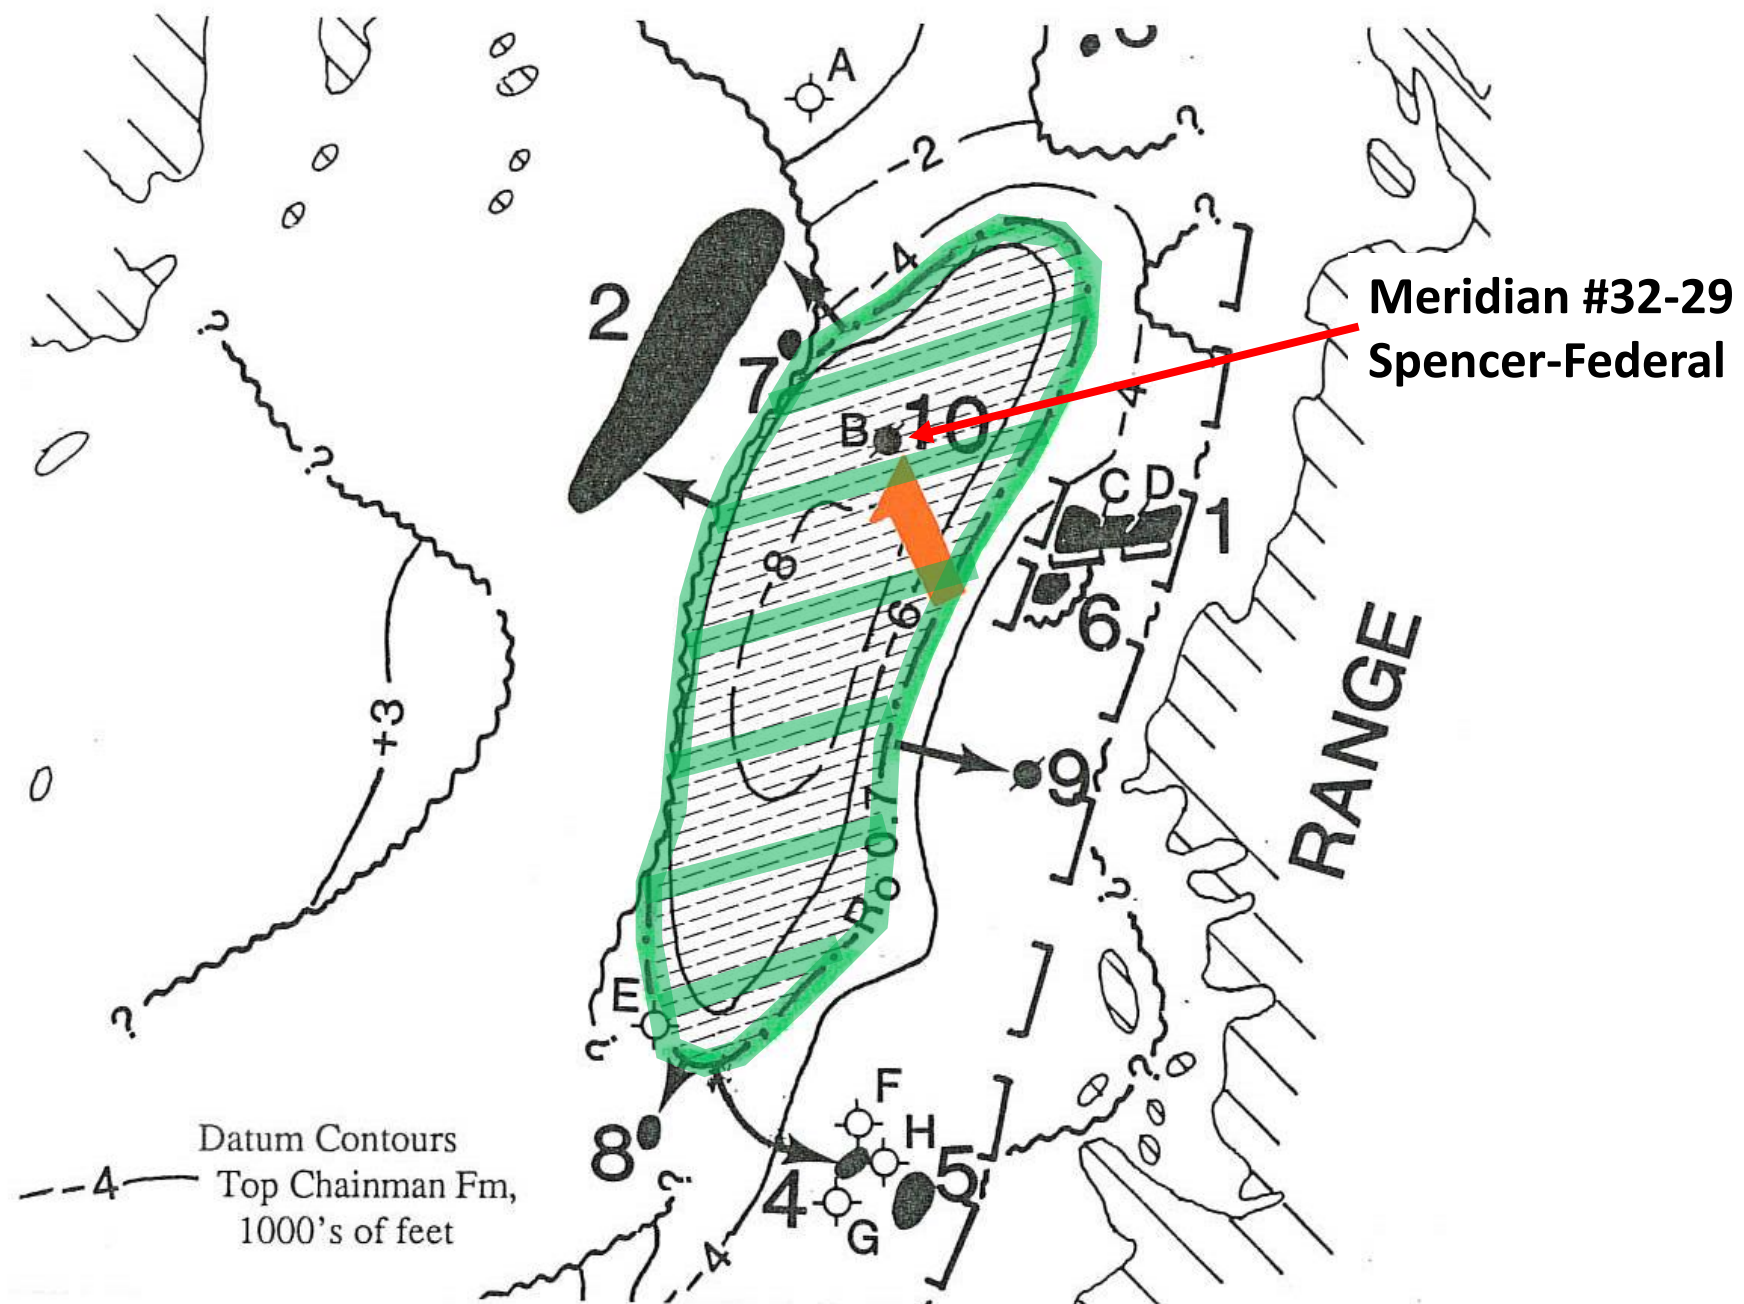 A
-2
?
?
-4
2
7
Meridian #32-29
Spencer-Federal
?
B
10
4
?
C D
1
8
6
6
RANGE
+3
9
?
E
?
?
?
F
H
8
5
4
G
?
Datum Contours
--4 Top Chainman Fm,
1000's of feet
-4